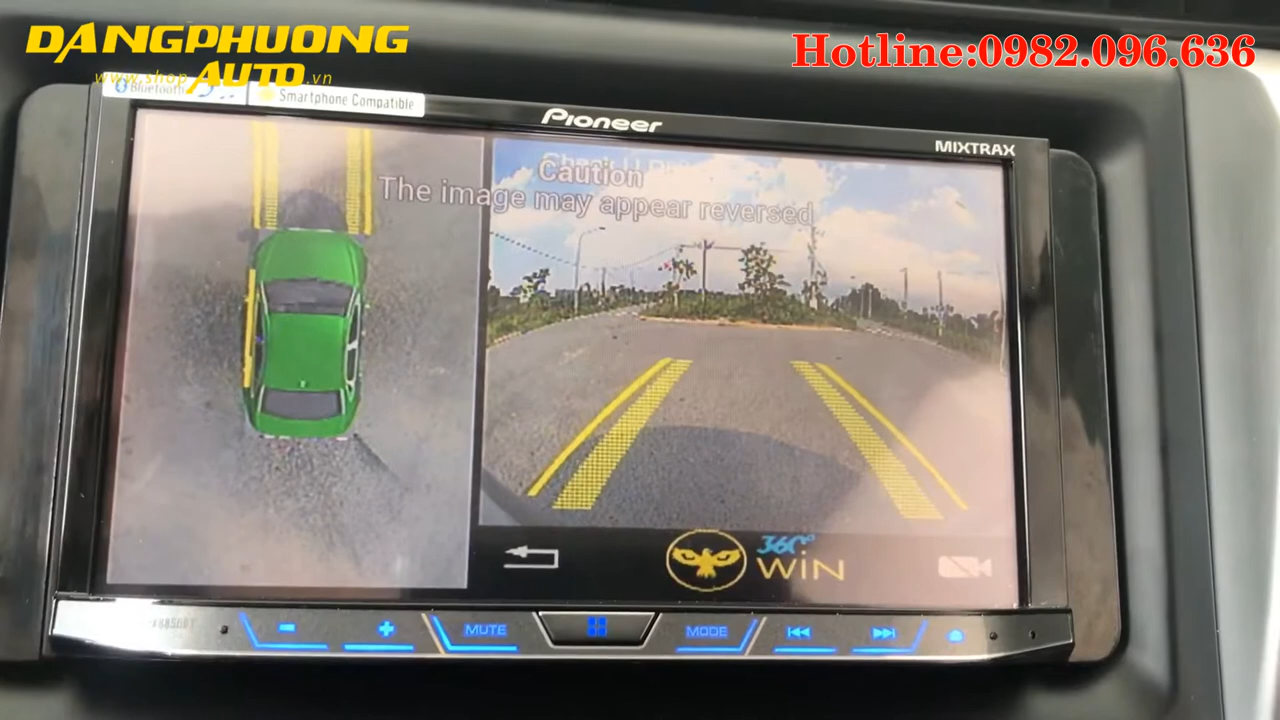 DANGPHUONG
AUTO
www.shop .vn
Hotline:0982.096.636
Bluetooth
Smartphone Compatible
Pioneer
MIXTRAX
Caution
The image may appear reversed
360°
WiN
- + MUTE MODE